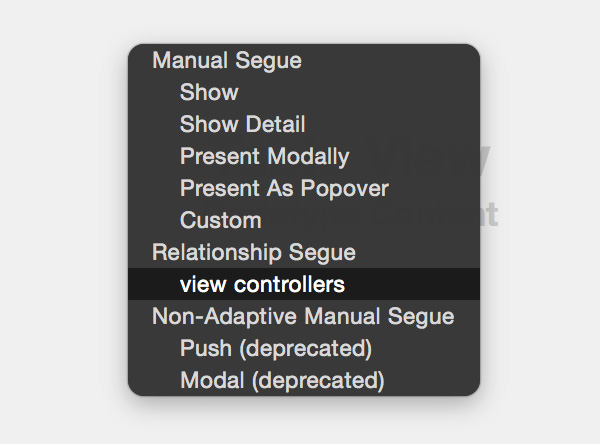 Manual Segue
Show
Show Detail
Present Modally
Present As Popover
Custom
Relationship Segue
view controllers
Non-Adaptive Manual Segue
Push (deprecated)
Modal (deprecated)